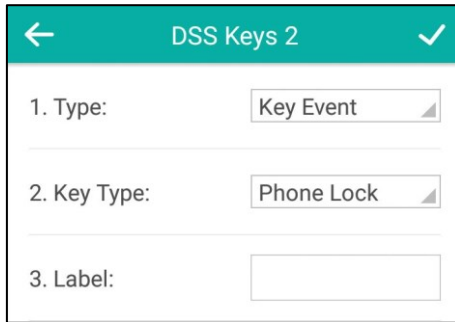 DSS Keys 2
1. Type: Key Event
2. Key Type: Phone Lock
3. Label: